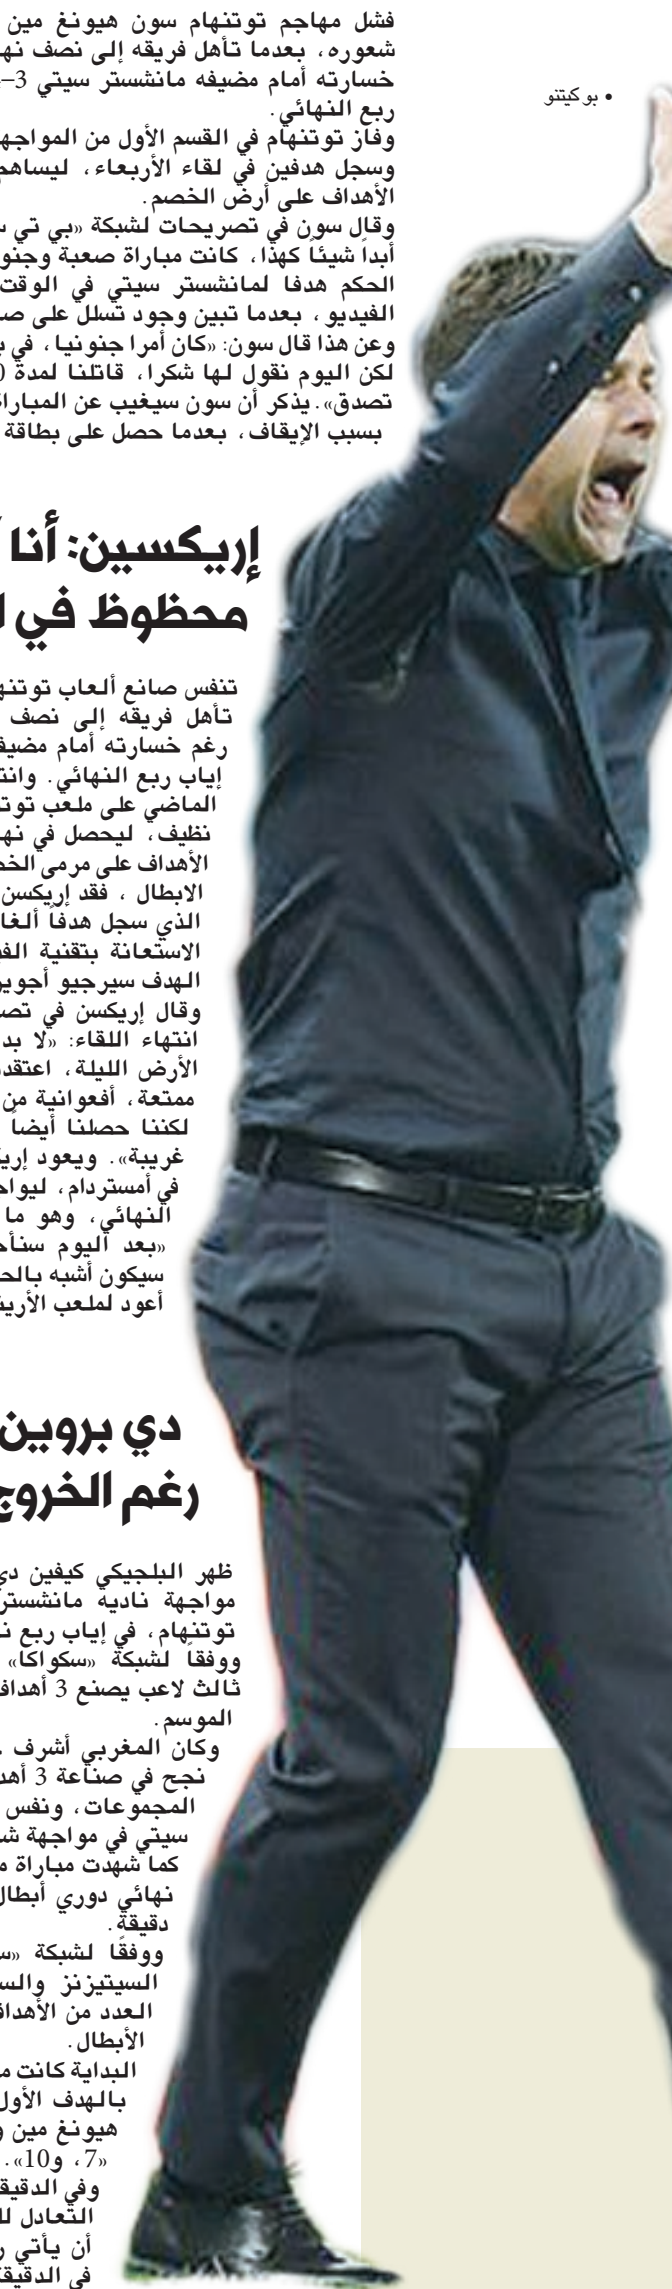 فشل مهاجم توتنهام سون هيونغ مين
شعوره، بعدما تأهل فريقه إلى نصف نها
خسارته أمام مضيفه مانشستر سيتي 3–
ربع النهائي.
وفاز توتنهام في القسم الأول من المواجه
وسجل هدفين في لقاء الأربعاء، ليساهم
الأهداف على أرض الخصم.
وقال سون في تصريحات لشبكة «بي تي س
أبداً شيئاً كهذا، كانت مباراة صعبة وجنو
الحكم هدفا لمانشستر سيتي في الوقت
الفيديو، بعدما تبين وجود تسلل على ص
وعن هذا قال سون: «كان أمرا جنونيا، في ب
لكن اليوم نقول لها شكرا، قاتلنا لمدة
تصدق». يذكر أن سون سيغيب عن المباراة
بسبب الإيقاف، بعدما حصل على بطاقة
• بوكيتنو
إريكسين: أنا
محظوظ في ا
تنفس صانع ألعاب توتنه
تأهل فريقه إلى نصف
رغم خسارته أمام مضيف
إياب ربع النهائي. وانت
الماضي على ملعب توت
نظيف، ليحصل في نه
الأهداف على مرمى الخص
الابطال ، فقد إريكسن
الذي سجل هدفاً ألغا
الاستعانة بتقنية الف
الهدف سيرجيو أجوير
وقال إريكسن في تص
انتهاء اللقاء: «لا بد
الأرض الليلة، اعتقد
ممتعة، أفعوانية من
لكننا حصلنا أيضاً
غريبة». ويعود إري
في أمستردام، ليواج
النهائي، وهو ما
«بعد اليوم سنأ
سيكون أشبه بالح
أعود لملعب الأرين
دي بروين
رغم الخروج
ظهر البلجيكي كيفين دي
مواجهة ناديه مانشستر
توتنهام، في إياب ربع ن
ووفقاً لشبكة «سكواكا»
ثالث لاعب يصنع 3 أهداف
الموسم.
وكان المغربي أشرف
نجح في صناعة 3 أهد
المجموعات، ونفس
سيتي في مواجهة ش
كما شهدت مباراة م
نهائي دوري أبطال
دقيقة.
ووفقًا لشبكة «س
السيتيزنز والس
العدد من الأهداف
الأبطال.
البداية كانت م
بالهدف الأول
هيونغ مين و
«7، و10».
وفي الدقيقة
التعادل لل
أن يأتي ر
في الدقيقة